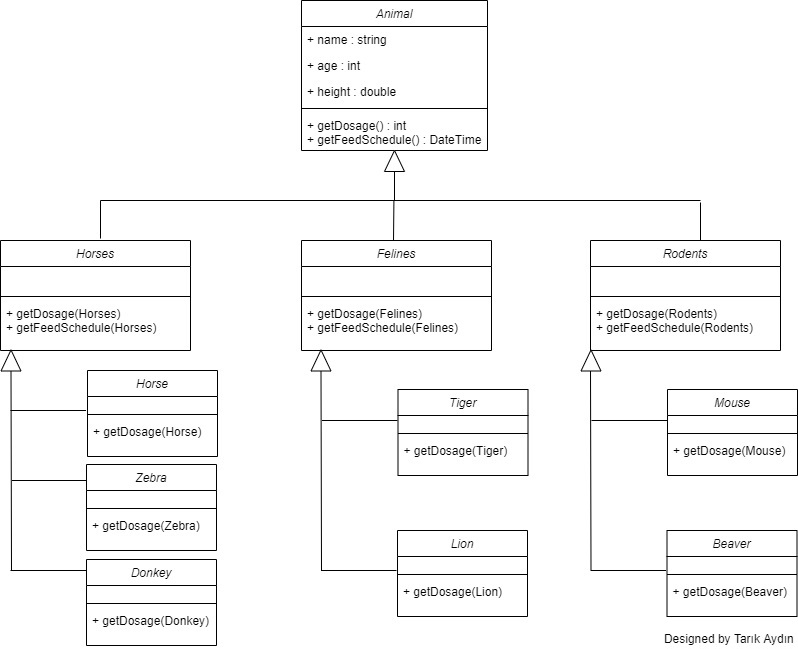 Animal
+ name : string
+ age : int
+ height : double
+ getDosage() : int
+ getFeedSchedule() : DateTime
Horses
+ getDosage(Horses)
+ getFeedSchedule(Horses)
Felines
+ getDosage(Felines)
+ getFeedSchedule(Felines)
Rodents
+ getDosage(Rodents)
+ getFeedSchedule(Rodents)
Horse
+ getDosage(Horse)
Zebra
+ getDosage(Zebra)
Donkey
+ getDosage(Donkey)
Tiger
+ getDosage(Tiger)
Lion
+ getDosage(Lion)
Mouse
+ getDosage(Mouse)
Beaver
+ getDosage(Beaver)
Designed by Tarık Aydın